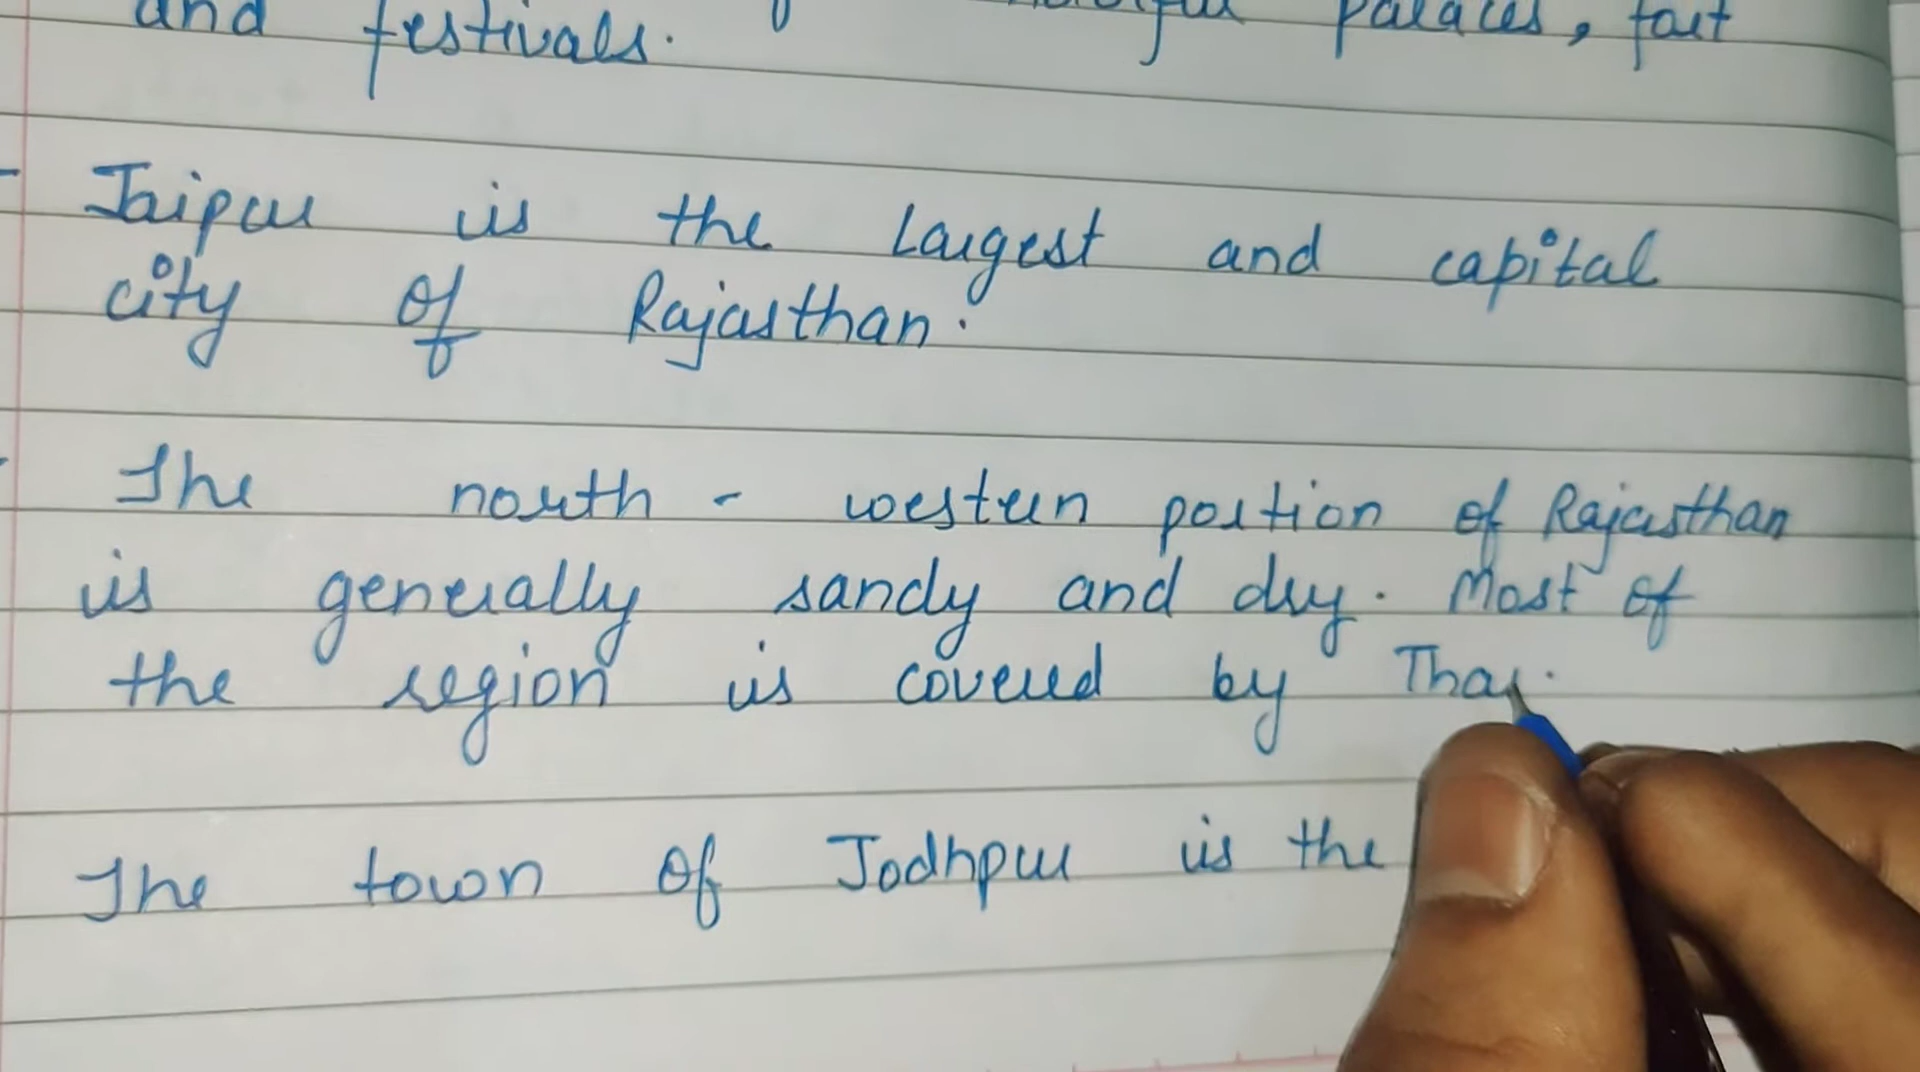 and festivals. palaces, fort
- Jaipur is the largest and capital
city of Rajasthan.
- The north - western portion of Rajasthan
is generally sandy and dry. Most of
the region is covered by Thar.
The town of Jodhpur is the